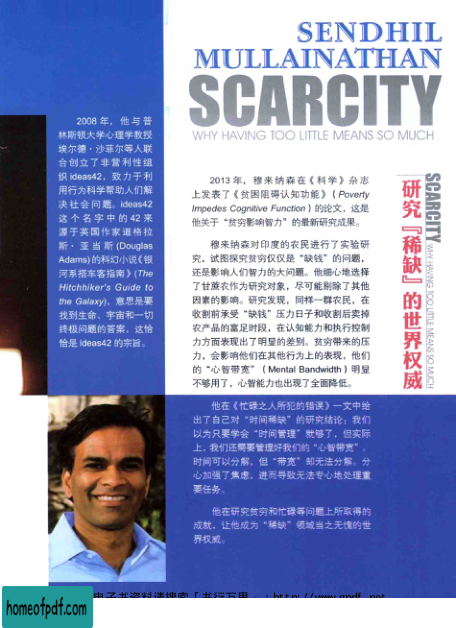 SENDHIL
MULLAINATHAN
SCARCITY
WHY HAVING TOO LITTLE MEANS SO MUCH
2008 年，他与普
林斯顿大学心理学教授
埃尔德·沙菲尔等人联
合创立了非营利性组
织 ideas42，致力于利
用行为科学帮助人们解
决社会问题。ideas42
这个名字中的 42 来
源于英国作家道格拉
斯·亚当斯 (Douglas
Adams) 的科幻小说《银
河系搭车客指南》(The
Hitchhiker's Guide to
the Galaxy)，意思是要
找到生命、宇宙和一切
终极问题的答案，这恰
恰是 ideas42 的宗旨。
2013 年，穆来纳森在《科学》杂志
上发表了《贫困阻碍认知功能》(Poverty
Impedes Cognitive Function) 的论文，这是
他关于“贫穷影响智力”的最新研究成果。
穆来纳森对印度的农民进行了实验研
究，试图探究贫穷仅仅是“缺钱”的问题，
还是影响人们智力的大问题。他细心地选择
了甘蔗农作为研究对象，尽可能剔除了其他
因素的影响。研究发现，同样一群农民，在
收割前承受“缺钱”压力日子和收割后卖掉
农产品的富足时段，在认知能力和执行控制
力方面表现出了明显的差别。贫穷带来的压
力，会影响他们在其他行为上的表现，他们
的“心智带宽”（Mental Bandwidth）明显
不够用了，心智能力也出现了全面降低。
他在《忙碌之人所犯的错误》一文中给
出了自己对“时间稀缺”的研究结论：我们
以为只要学会“时间管理”就够了，但实际
上，我们还需要管理好我们的“心智带宽”。
时间可以分解，但“带宽”却无法分解。分
心加强了焦虑，进而导致无法专心地处理重
要任务。
他在研究贫穷和忙碌等问题上所取得的
成就，让他成为“稀缺”领域当之无愧的世
界权威。
SCARCITY WHY HAVING TOO LITTLE MEANS SO MUCH
研究『稀缺』的世界权威
homeofpdf.com